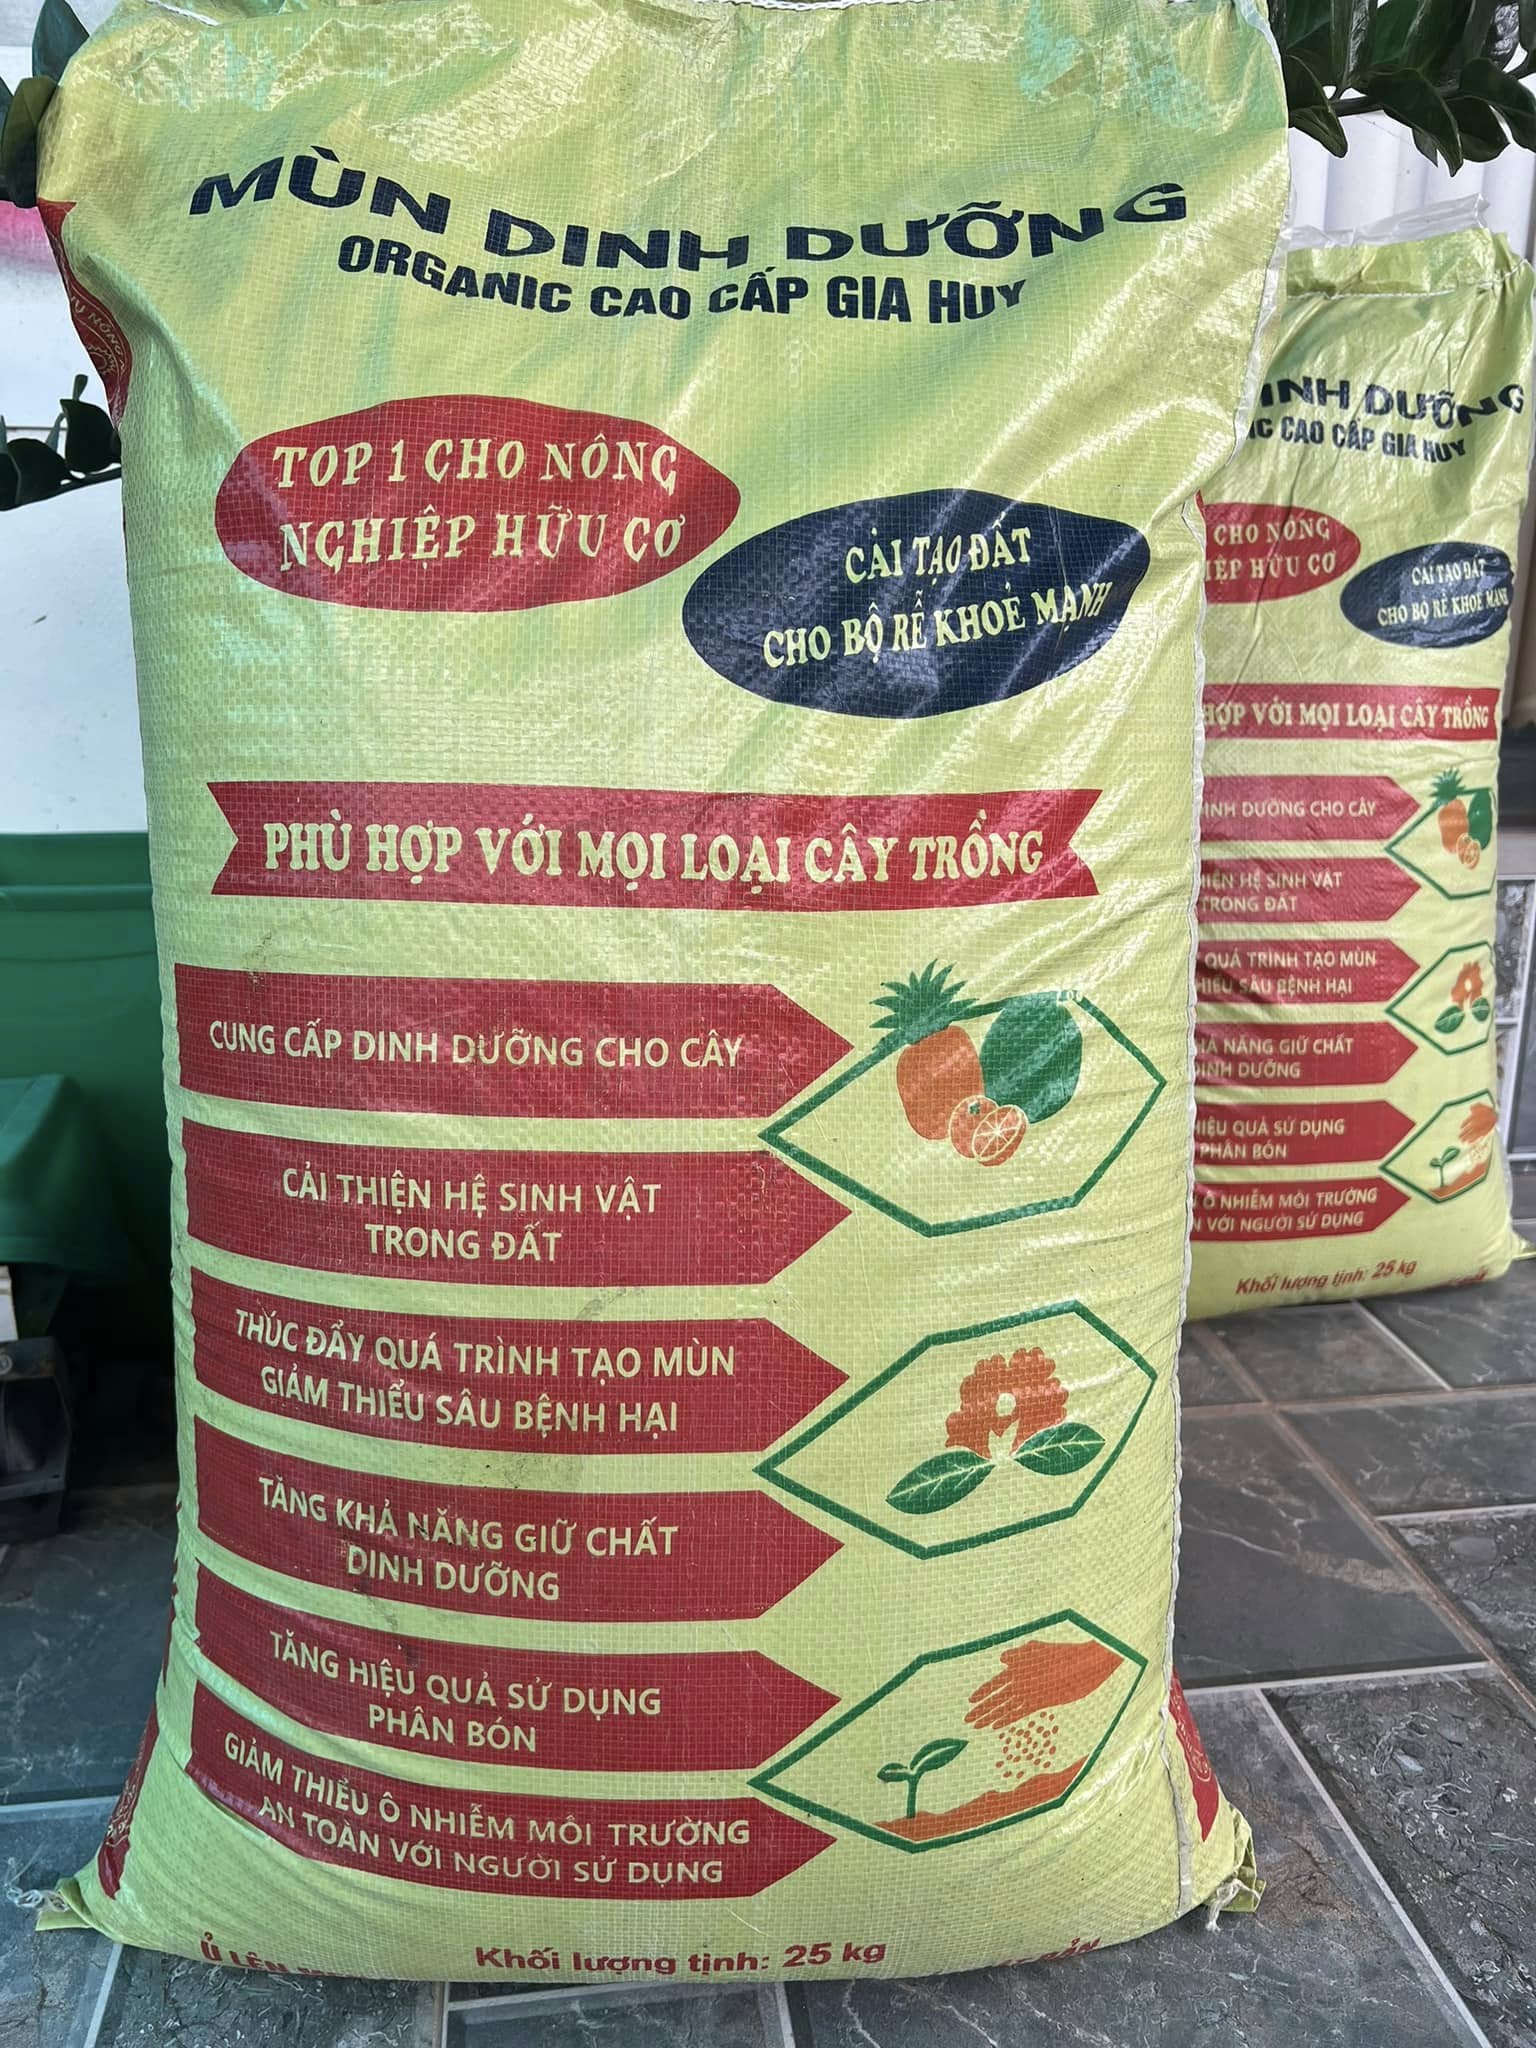 MÙN DINH DƯỠNG
ORGANIC CAO CẤP GIA HUY
TOP 1 CHO NÔNG
NGHIỆP HỮU CƠ
CẢI TẠO ĐẤT
CHO BỘ RỄ KHOẺ MẠNH
PHÙ HỢP VỚI MỌI LOẠI CÂY TRỒNG
CUNG CẤP DINH DƯỠNG CHO CÂY
CẢI THIỆN HỆ SINH VẬT
TRONG ĐẤT
THÚC ĐẨY QUÁ TRÌNH TẠO MÙN
GIẢM THIỂU SÂU BỆNH HẠI
TĂNG KHẢ NĂNG GIỮ CHẤT
DINH DƯỠNG
TĂNG HIỆU QUẢ SỬ DỤNG
PHÂN BÓN
GIẢM THIỂU Ô NHIỄM MÔI TRƯỜNG
AN TOÀN VỚI NGƯỜI SỬ DỤNG
Ủ LÊN
Khối lượng tịnh: 25 kg
DINH DƯỠNG
CAO CẤP GIA HUY
CHO NÔNG
HỮU CƠ
CẢI TẠO ĐẤT
CHO BỘ RỄ KHOẺ MẠNH
HỢP VỚI MỌI LOẠI CÂY TRỒNG
DINH DƯỠNG CHO CÂY
HỆ SINH VẬT
TRONG ĐẤT
QUÁ TRÌNH TẠO MÙN
SÂU BỆNH HẠI
NĂNG GIỮ CHẤT
DINH DƯỠNG
HIỆU QUẢ SỬ DỤNG
PHÂN BÓN
Ô NHIỄM MÔI TRƯỜNG
VỚI NGƯỜI SỬ DỤNG
Khối lượng tịnh: 25 kg